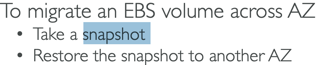 To migrate an EBS volume across AZ
• Take a snapshot
• Restore the snapshot to another AZ